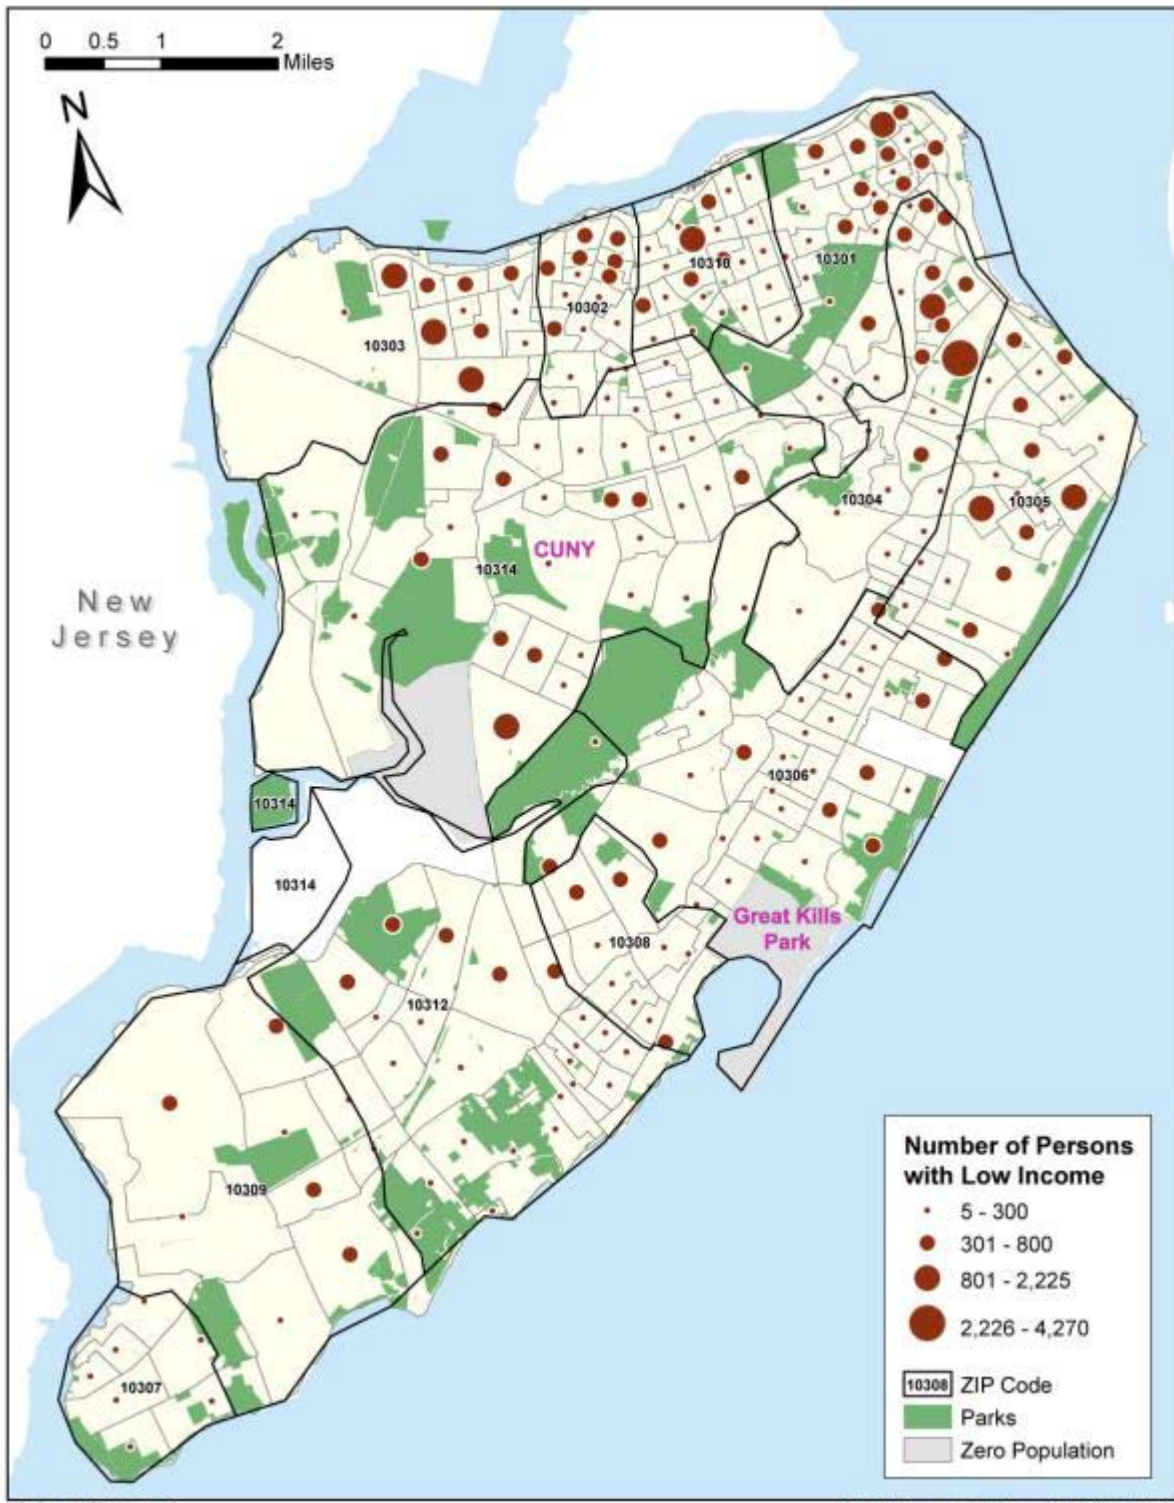 0 0.5 1 2
Miles
N
10301
10310
10302
10303
10304
10305
CUNY
10314
New
Jersey
10306
10314
10314
Great Kills
Park
10308
10312
10309
10307
Number of Persons
with Low Income
5 - 300
301 - 800
801 - 2,225
2,226 - 4,270
10308 ZIP Code
Parks
Zero Population